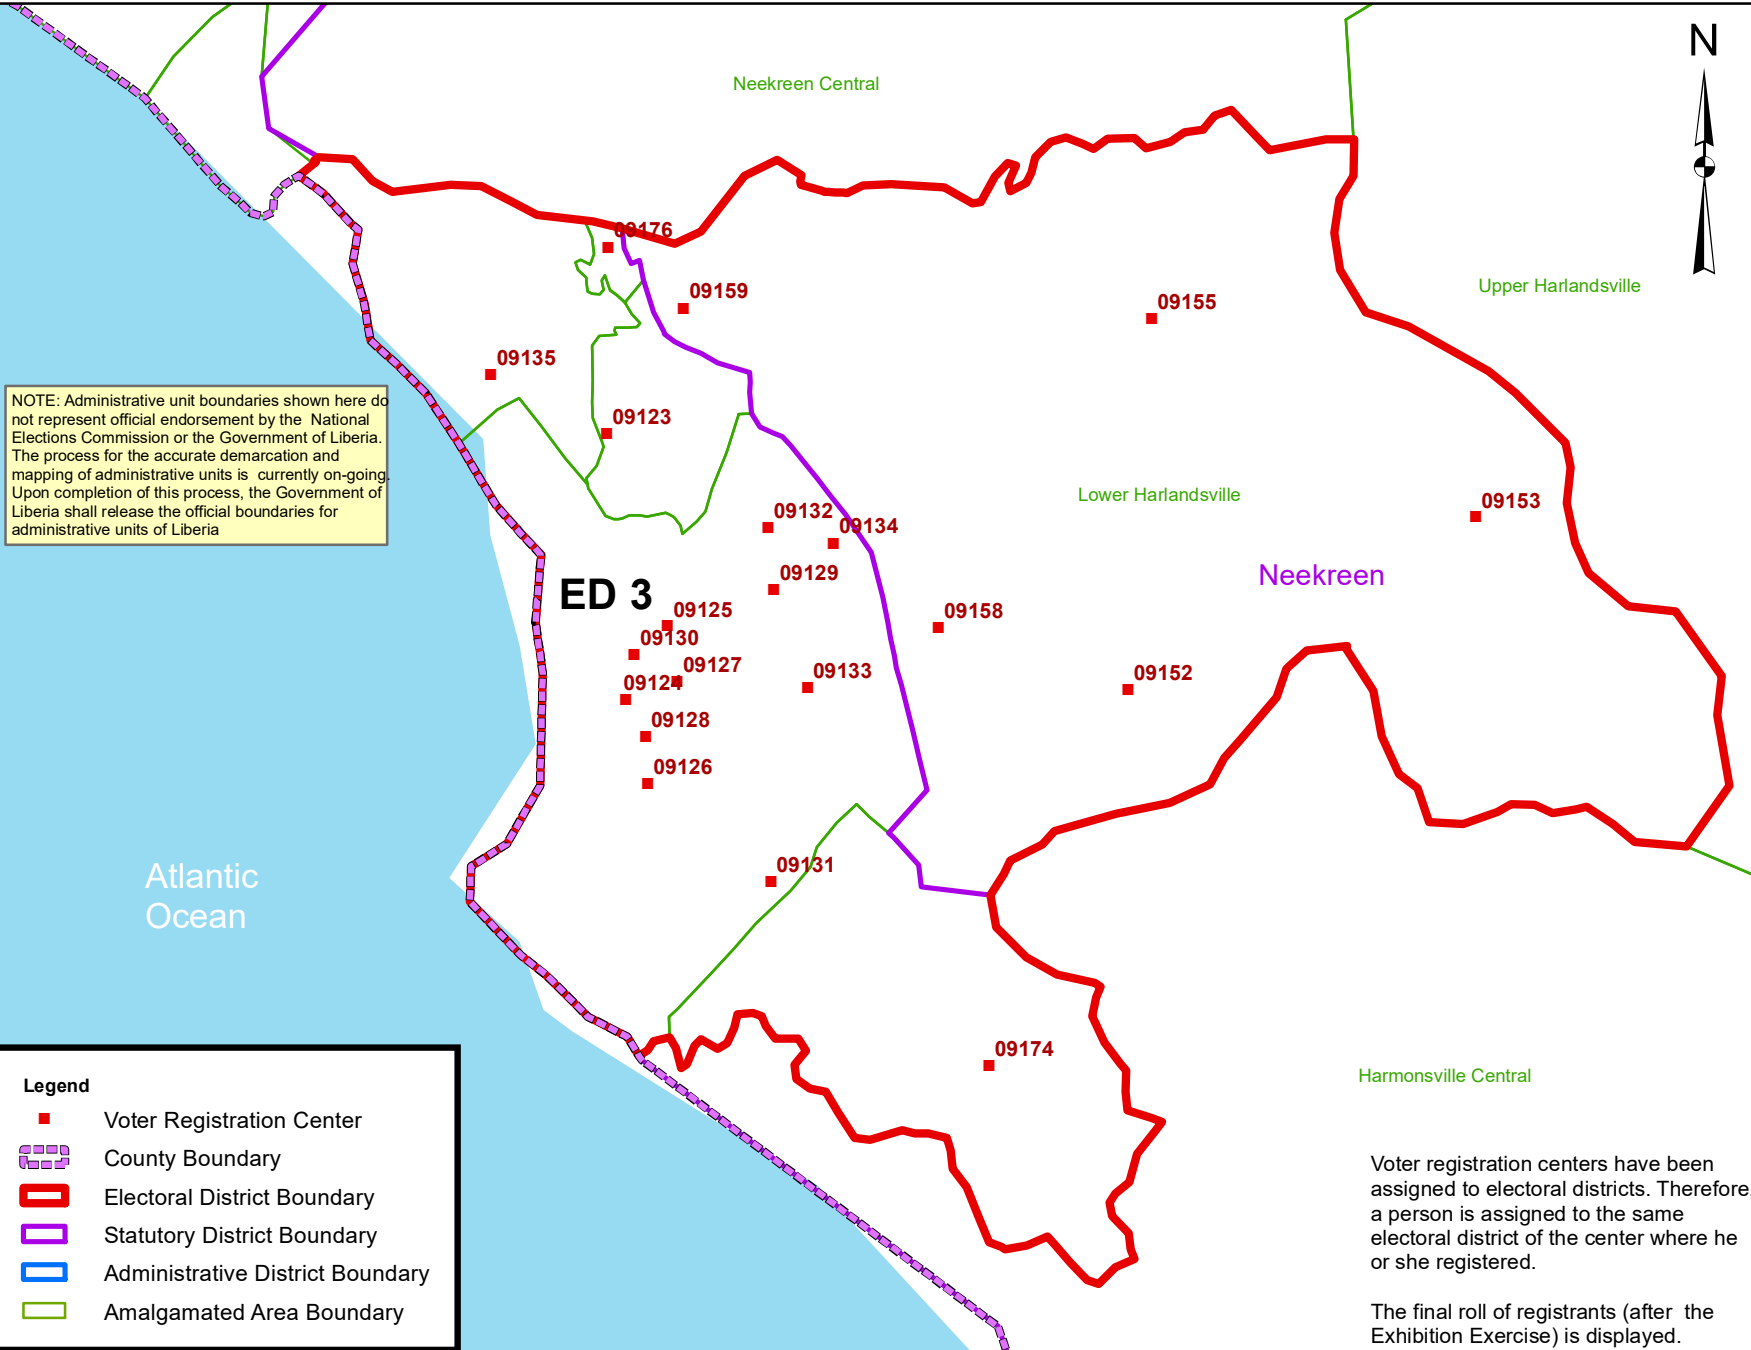 N
Neekreen Central
09176
Upper Harlandsville
09159
09155
09135
NOTE: Administrative unit boundaries shown here do
not represent official endorsement by the  National
Elections Commission or the Government of Liberia.
The process for the accurate demarcation and
mapping of administrative units is  currently on-going.
Upon completion of this process, the Government of
Liberia shall release the official boundaries for
administrative units of Liberia
09123
Lower Harlandsville
09153
09132
09134
09129
Neekreen
ED 3
09125
09158
09130
09127
09133
09152
09124
09128
09126
09131
Atlantic
Ocean
09174
Harmonsville Central
Legend
Voter Registration Center
County Boundary
Electoral District Boundary
Statutory District Boundary
Administrative District Boundary
Amalgamated Area Boundary
Voter registration centers have been
assigned to electoral districts. Therefore,
a person is assigned to the same
electoral district of the center where he
or she registered.
The final roll of registrants (after  the
Exhibition Exercise) is displayed.